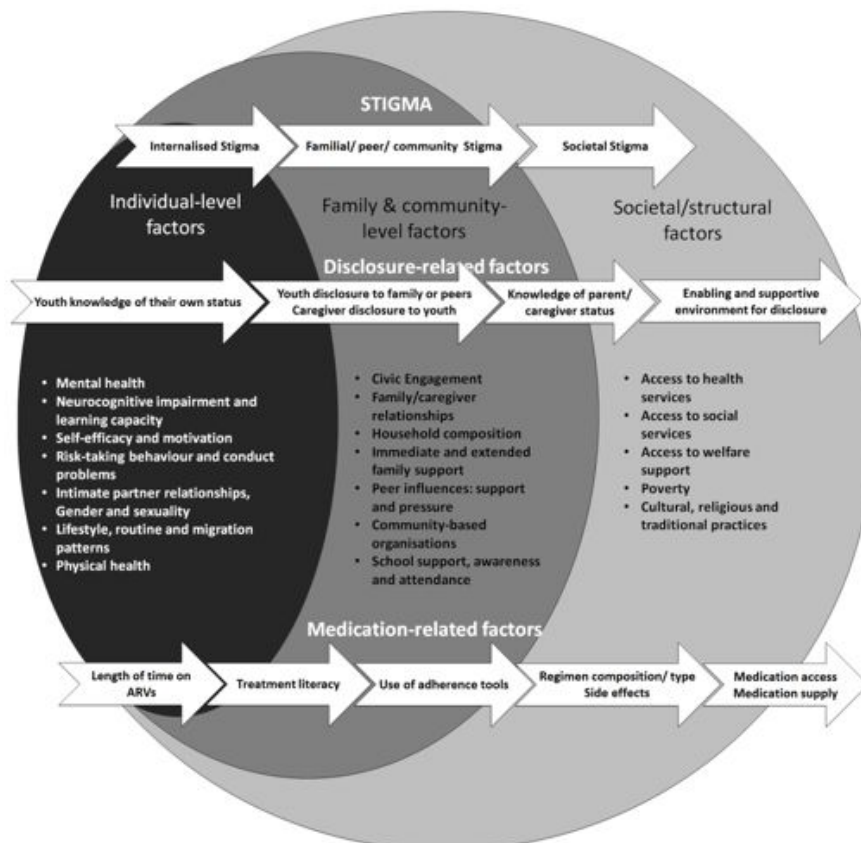 STIGMA
Internalised Stigma
Familial/ peer/ community Stigma
Societal Stigma
Individual-level
factors
Family & community-
level factors
Societal/structural
factors
Disclosure-related factors
Youth knowledge of their own status
Youth disclosure to family or peers
Caregiver disclosure to youth
Knowledge of parent/
caregiver status
Enabling and supportive
environment for disclosure
• Mental health
• Neurocognitive impairment and
learning capacity
• Self-efficacy and motivation
• Risk-taking behaviour and conduct
problems
• Intimate partner relationships,
Gender and sexuality
• Lifestyle, routine and migration
patterns
• Physical health
• Civic Engagement
• Family/caregiver
relationships
• Household composition
• Immediate and extended
family support
• Peer influences: support
and pressure
• Community-based
organisations
• School support, awareness
and attendance
• Access to health
services
• Access to social
services
• Access to welfare
support
• Poverty
• Cultural, religious and
traditional practices
Medication-related factors
Length of time on
ARVs
Treatment literacy
Use of adherence tools
Regimen composition/ type
Side effects
Medication access
Medication supply